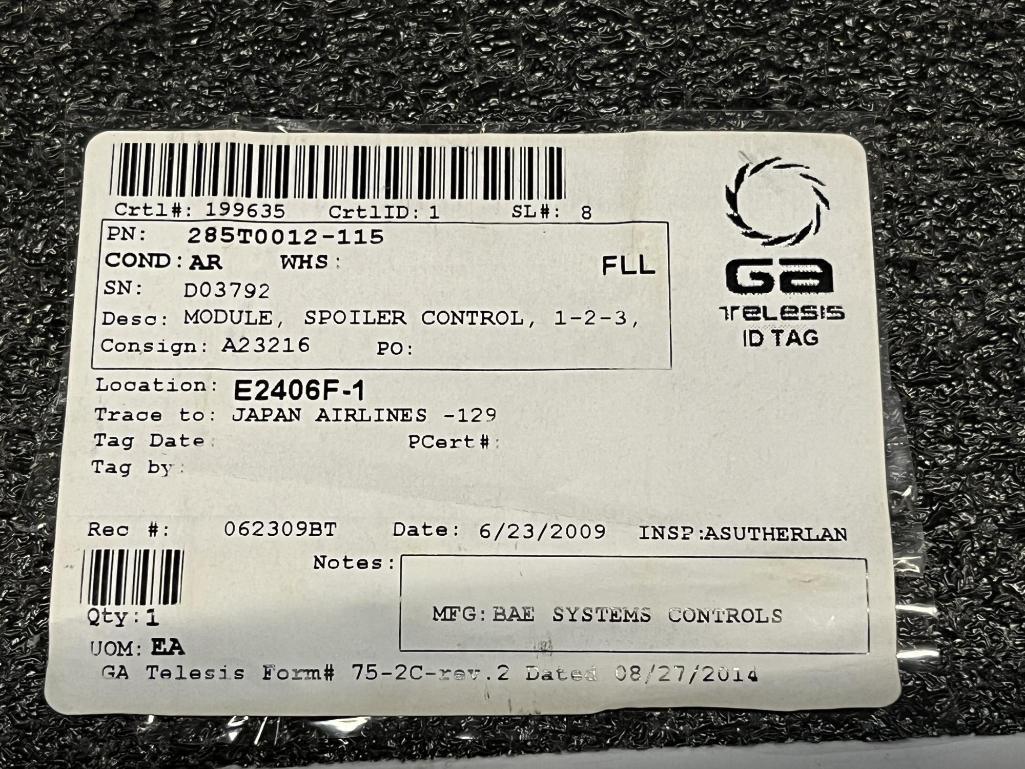 Crtl#: 199635 CrtlID: 1 SL#: 8
PN: 285T0012-115
COND: AR WHS: FLL
SN: D03792
Desc: MODULE, SPOILER CONTROL, 1-2-3,
Consign: A23216 PO:
GA
TELESIS
ID TAG
Location: E2406F-1
Trace to: JAPAN AIRLINES -129
Tag Date: PCert#:
Tag by:
Rec #: 062309BT Date: 6/23/2009 INSP:ASUTHERLAN
Notes:
MFG: BAE SYSTEMS CONTROLS
Qty: 1
UOM: EA
GA Telesis Form# 75-2C-rev.2 Dated 08/27/2014